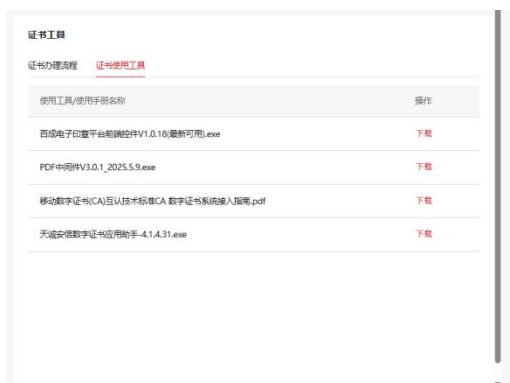 证书工具
证书办理流程 证书使用工具
使用工具/使用手册名称 操作
百成电子印章平台前端控件V1.0.18(最新可用).exe 下载
PDF中间件V3.0.1_2025.5.9.exe 下载
移动数字证书(CA)互认技术标准CA 数字证书系统接入指南.pdf 下载
天诚安信数字证书应用助手-4.1.4.31.exe 下载